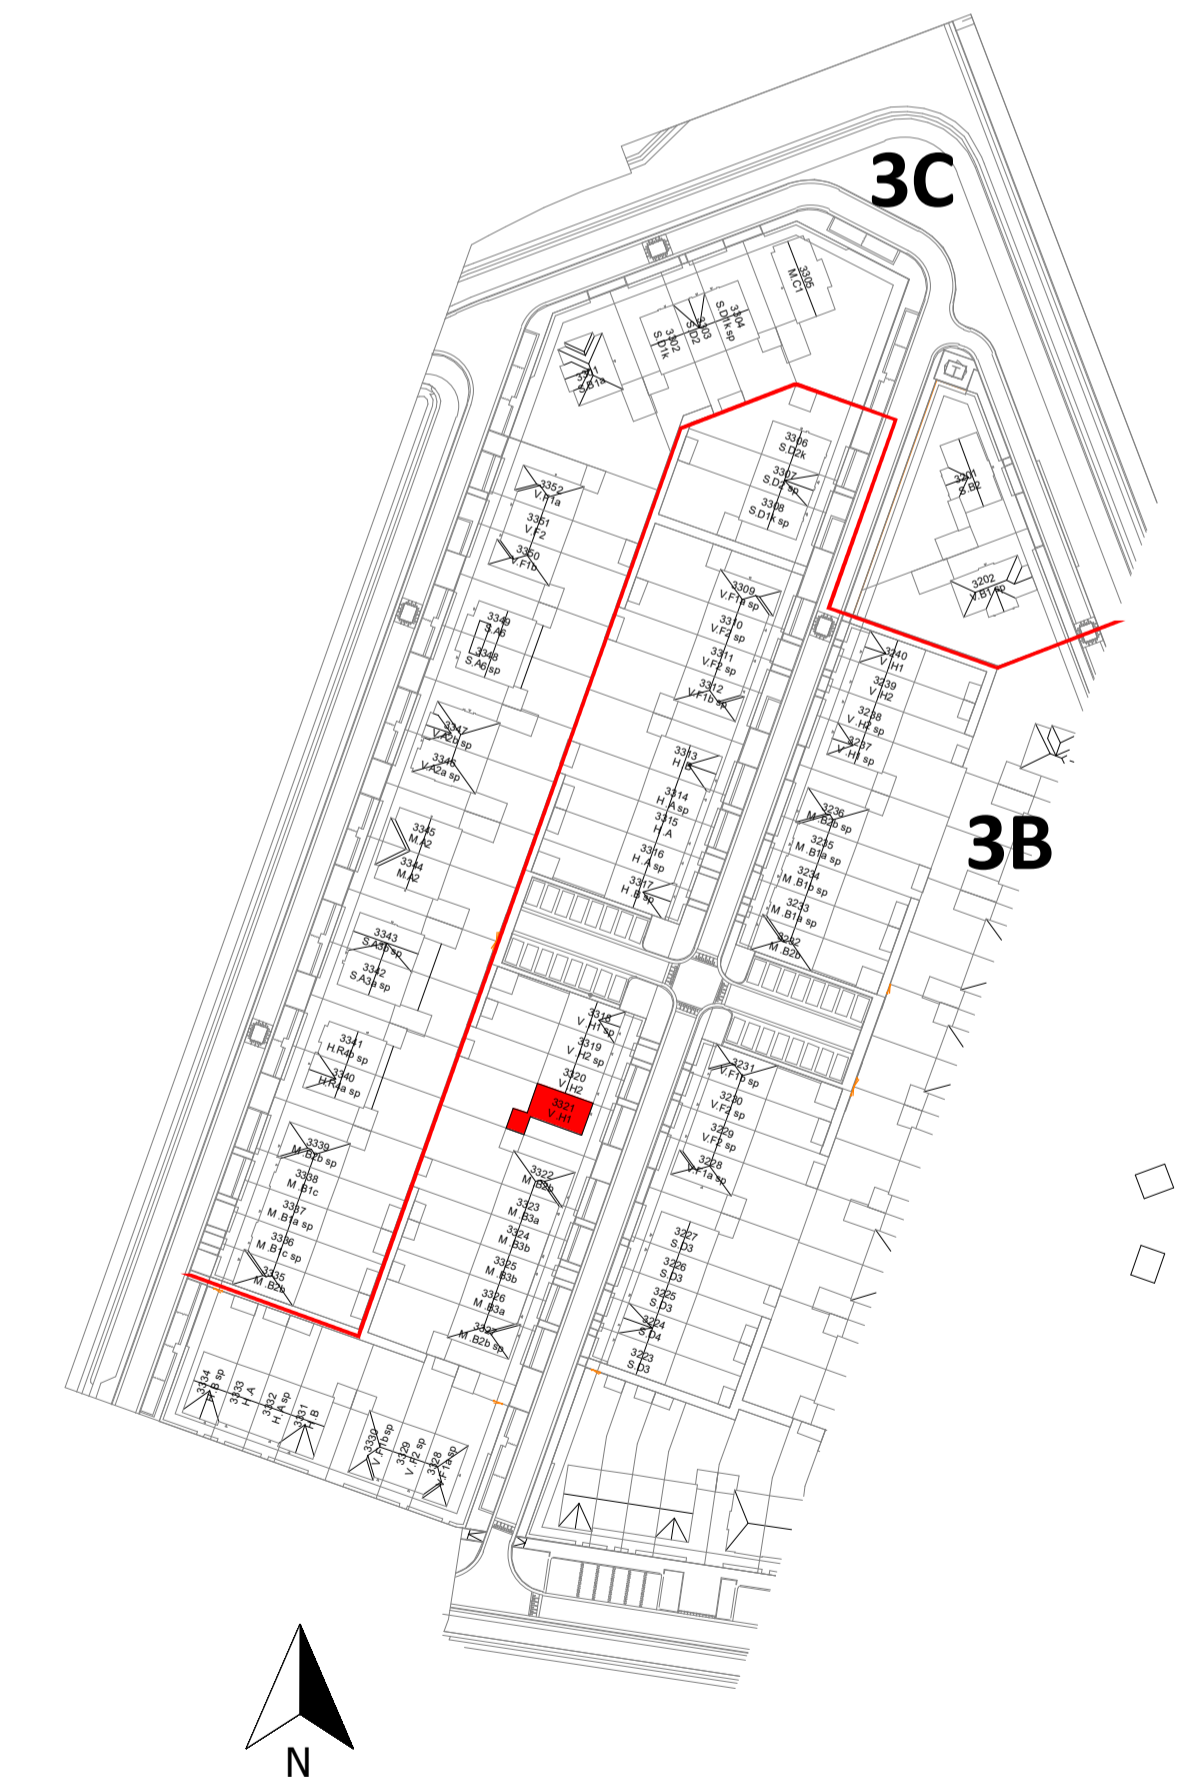 3C
3305
M.C1
3304
S.D1k sp
3303
S.D2
3302
S.D1k
3301
S.B1a
3306
S.D2k
3307
S.D2 sp
3308
S.D1k sp
3201
S.B2
3202
V.B1 sp
3352
V.F1a
3351
V.F2
3350
V.F1b
3349
S.A6
3348
S.A6 sp
3347
V.A2b sp
3346
V.A2a sp
3345
M.A2
3344
M.A2
3343
S.A3b sp
3342
S.A3a sp
3341
H.R4b sp
3340
H.R4a sp
3339
M.B2b sp
3338
M.B1c
3337
M.B1a sp
3336
M.B1c sp
3335
M.B2b
3309
V.F1a sp
3310
V.F2 sp
3311
V.F2 sp
3312
V.F1b sp
3313
H.B
3314
H.A sp
3315
H.A
3316
H.A sp
3317
H.B sp
3240
V.H1
3239
V.H2
3238
V.H2 sp
3237
V.H1 sp
3236
M.B2b sp
3235
M.B1a sp
3234
M.B1b sp
3233
M.B1a sp
3232
M.B2b
3B
3318
V.H1 sp
3319
V.H2 sp
3320
V.H2
3321
V.H1
3322
M.B2b
3323
M.B3a
3324
M.B3b
3325
M.B3b
3326
M.B3a
3327
M.B2b sp
3231
V.F1b sp
3230
V.F2 sp
3229
V.F2 sp
3228
V.F1a sp
3227
S.D3
3226
S.D3
3225
S.D3
3224
S.D4
3223
S.D3
3334
H.B sp
3333
H.A
3332
H.A sp
3331
H.B
3330
V.F1b sp
3329
V.F2 sp
3328
V.F1a sp
N